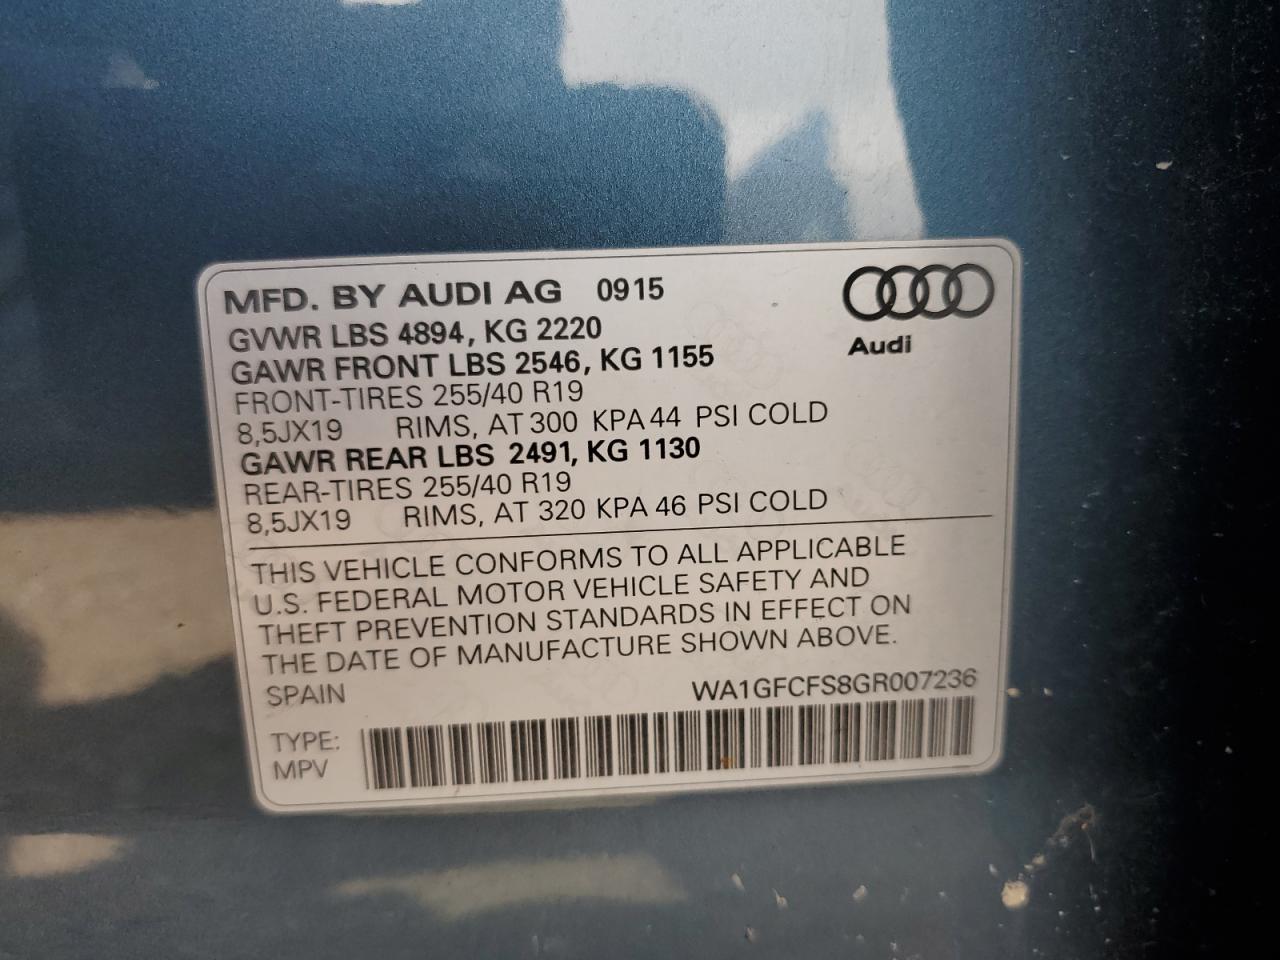 MFD. BY AUDI AG 0915
GVWR LBS 4894, KG 2220
GAWR FRONT LBS 2546, KG 1155
FRONT-TIRES 255/40 R19
8,5JX19 RIMS, AT 300 KPA 44 PSI COLD
GAWR REAR LBS 2491, KG 1130
REAR-TIRES 255/40 R19
8,5JX19 RIMS, AT 320 KPA 46 PSI COLD
Audi
THIS VEHICLE CONFORMS TO ALL APPLICABLE
U.S. FEDERAL MOTOR VEHICLE SAFETY AND
THEFT PREVENTION STANDARDS IN EFFECT ON
THE DATE OF MANUFACTURE SHOWN ABOVE.
SPAIN WA1GFCFS8GR007236
TYPE:
MPV